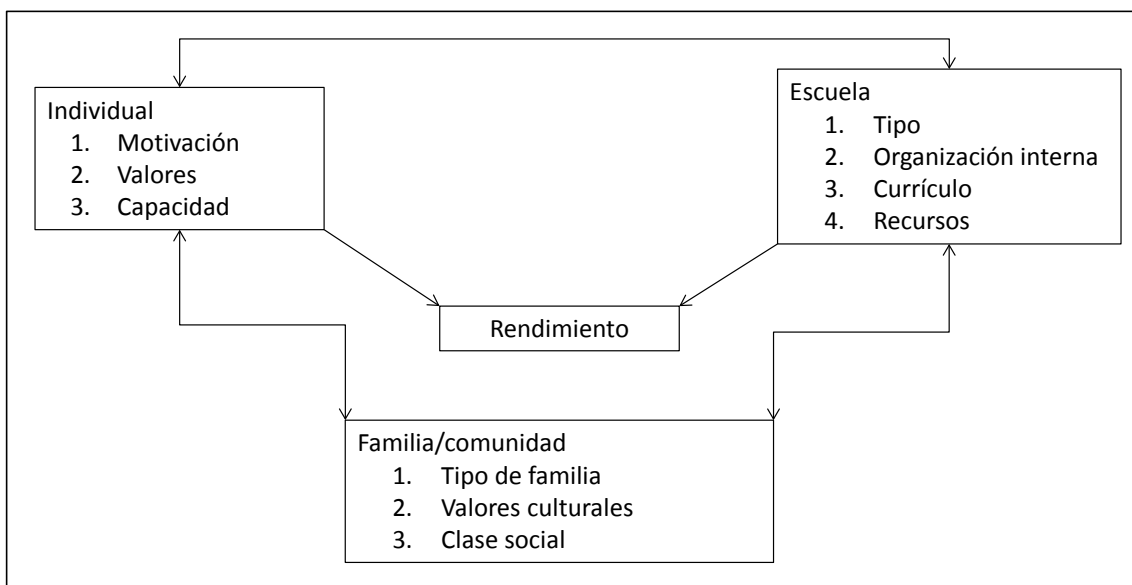 Individual
1. Motivación
2. Valores
3. Capacidad
Escuela
1. Tipo
2. Organización interna
3. Currículo
4. Recursos
Rendimiento
Familia/comunidad
1. Tipo de familia
2. Valores culturales
3. Clase social